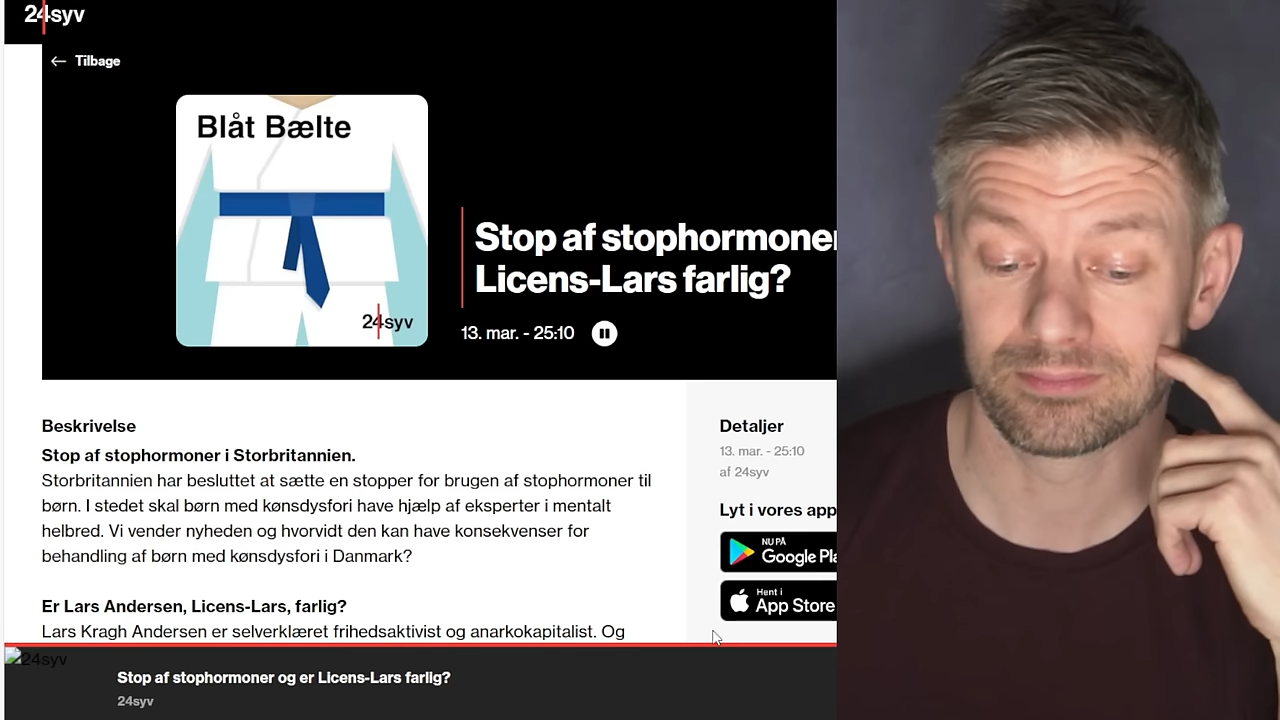 24syv
Tilbage
Blåt Bælte
24syv
Stop af stophormoner
Licens-Lars farlig?
13. mar. - 25:10
Beskrivelse
Stop af stophormoner i Storbritannien.
Storbritannien har besluttet at sætte en stopper for brugen af stophormoner til
børn. I stedet skal børn med kønsdysfori have hjælp af eksperter i mentalt
helbred. Vi vender nyheden og hvorvidt den kan have konsekvenser for
behandling af børn med kønsdysfori i Danmark?
Er Lars Andersen, Licens-Lars, farlig?
Lars Kragh Andersen er selverklæret frihedsaktivist og anarkokapitalist. Og
Detaljer
13. mar. - 25:10
af 24syv
Lyt i vores app
NU PÅ
Google Pla
Hent i
App Store
24syv
Stop af stophormoner og er Licens-Lars farlig?
24syv